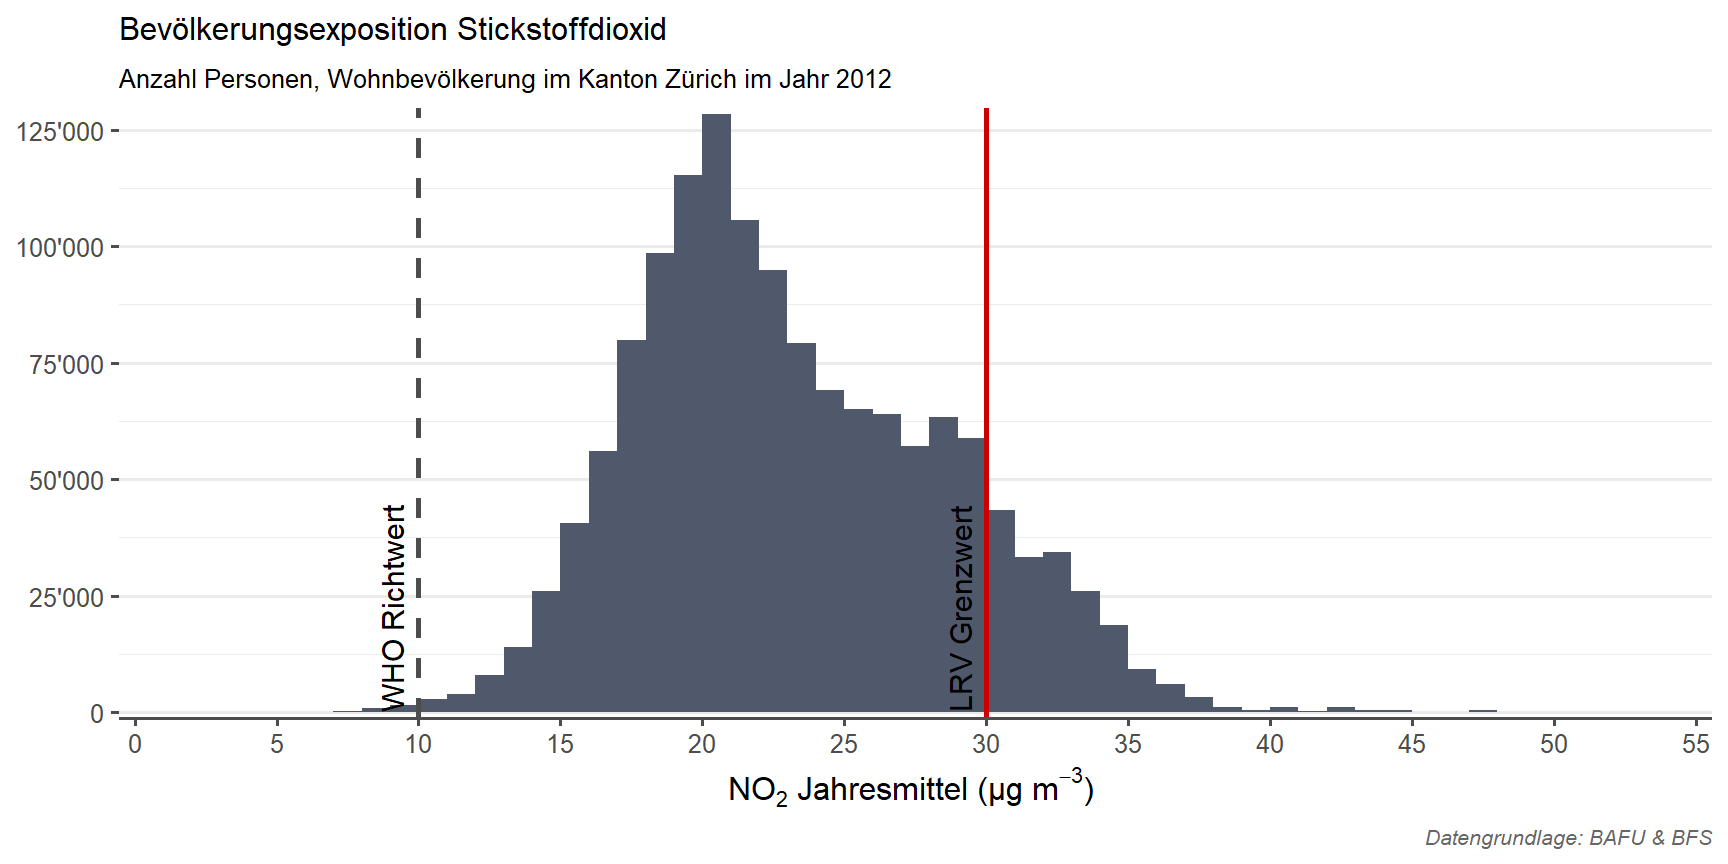 Bevölkerungsexposition Stickstoffdioxid
Anzahl Personen, Wohnbevölkerung im Kanton Zürich im Jahr 2012
125'000
100'000
75'000
50'000
25'000
0
WHO Richtwert
LRV Grenzwert
0 5 10 15 20 25 30 35 40 45 50 55
NO₂ Jahresmittel (µg m⁻³)
Datengrundlage: BAFU & BFS